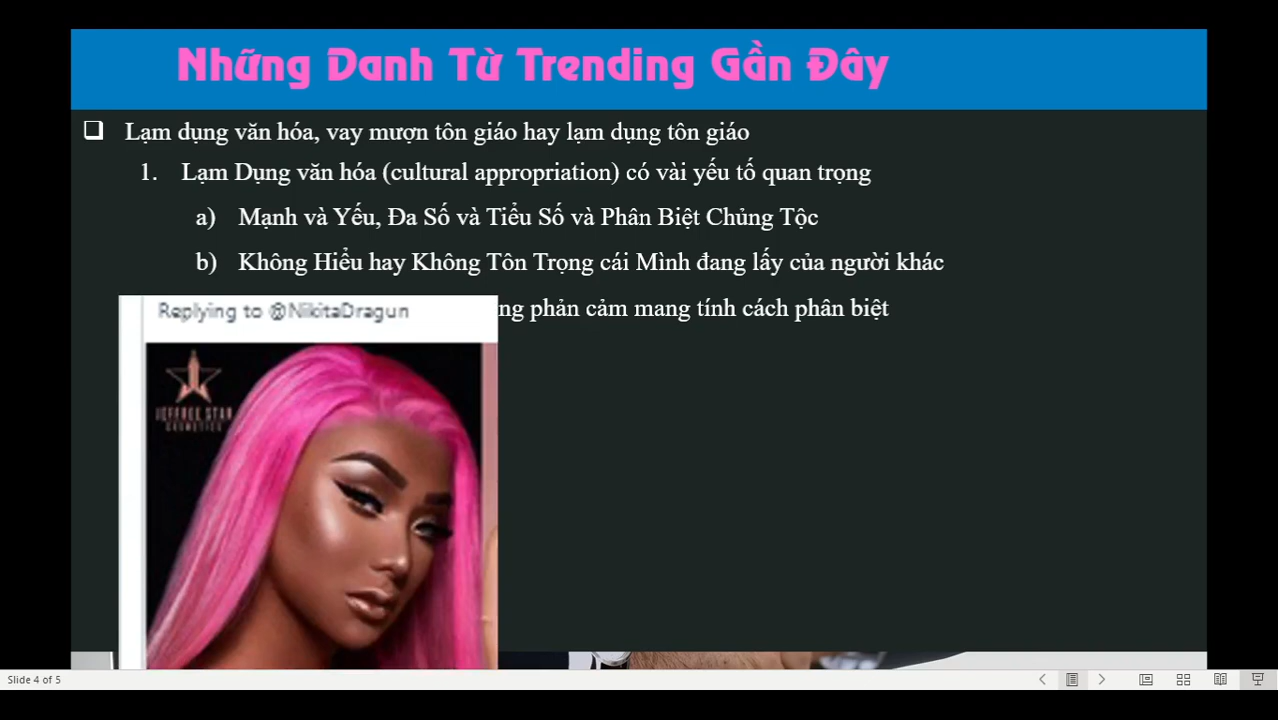 Những Danh Từ Trending Gần Đây
❑ Lạm dụng văn hóa, vay mượn tôn giáo hay lạm dụng tôn giáo
1. Lạm Dụng văn hóa (cultural appropriation) có vài yếu tố quan trọng
a) Mạnh và Yếu, Đa Số và Tiểu Số và Phân Biệt Chủng Tộc
b) Không Hiểu hay Không Tôn Trọng cái Mình đang lấy của người khác
ng phản cảm mang tính cách phân biệt
Replying to @NikitaDragun
JEFFREE STAR
COSMETICS
Slide 4 of 5